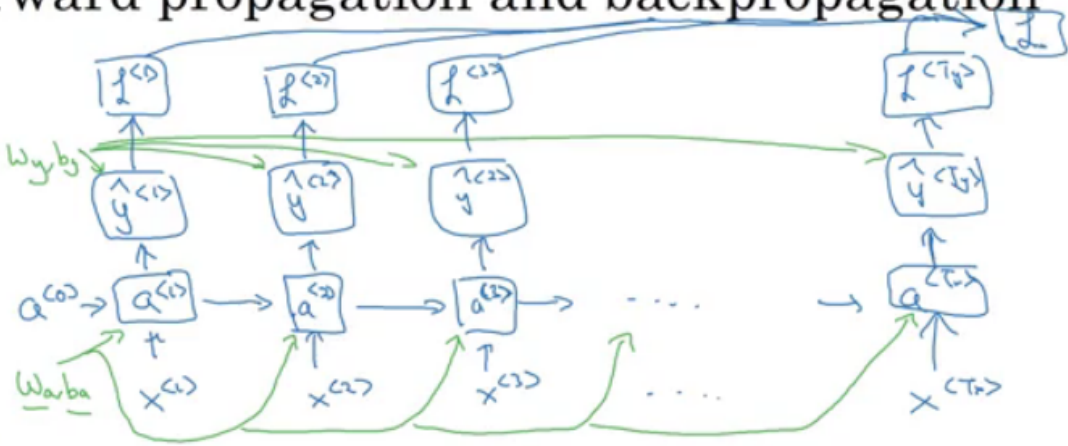 ward propagation and backpropagation
L
L<1> L<2> L<3> L<Ty>
Wy,by
ŷ<1> ŷ<2> ŷ<3> ŷ<Ty>
a<0> a<1> a<2> a<3> .... a<Tx>
Wa,ba
x<1> x<2> x<3> .... x<Tx>